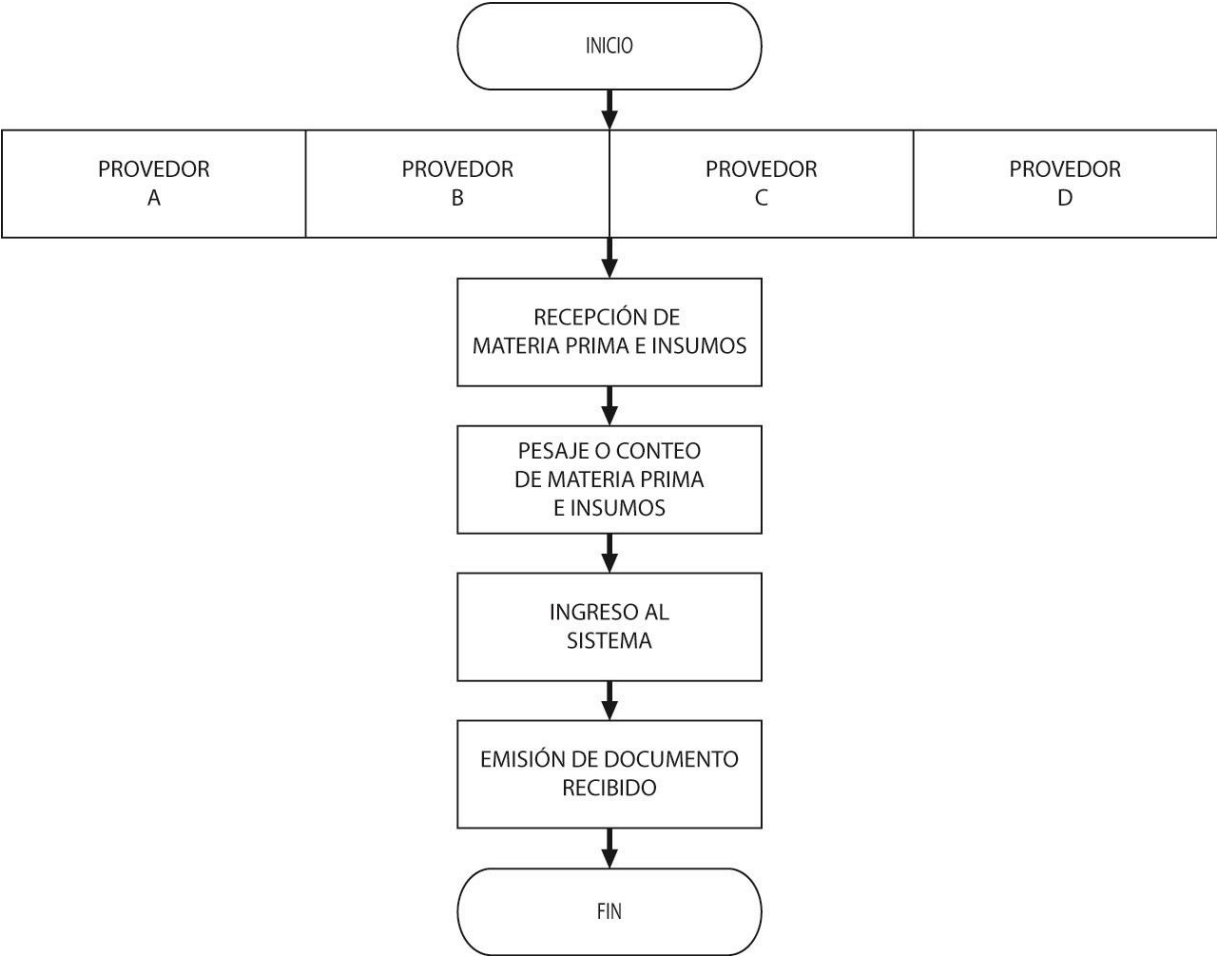 INICIO
PROVEDOR
A
PROVEDOR
B
PROVEDOR
C
PROVEDOR
D
RECEPCIÓN DE
MATERIA PRIMA E INSUMOS
PESAJE O CONTEO
DE MATERIA PRIMA
E INSUMOS
INGRESO AL
SISTEMA
EMISIÓN DE DOCUMENTO
RECIBIDO
FIN